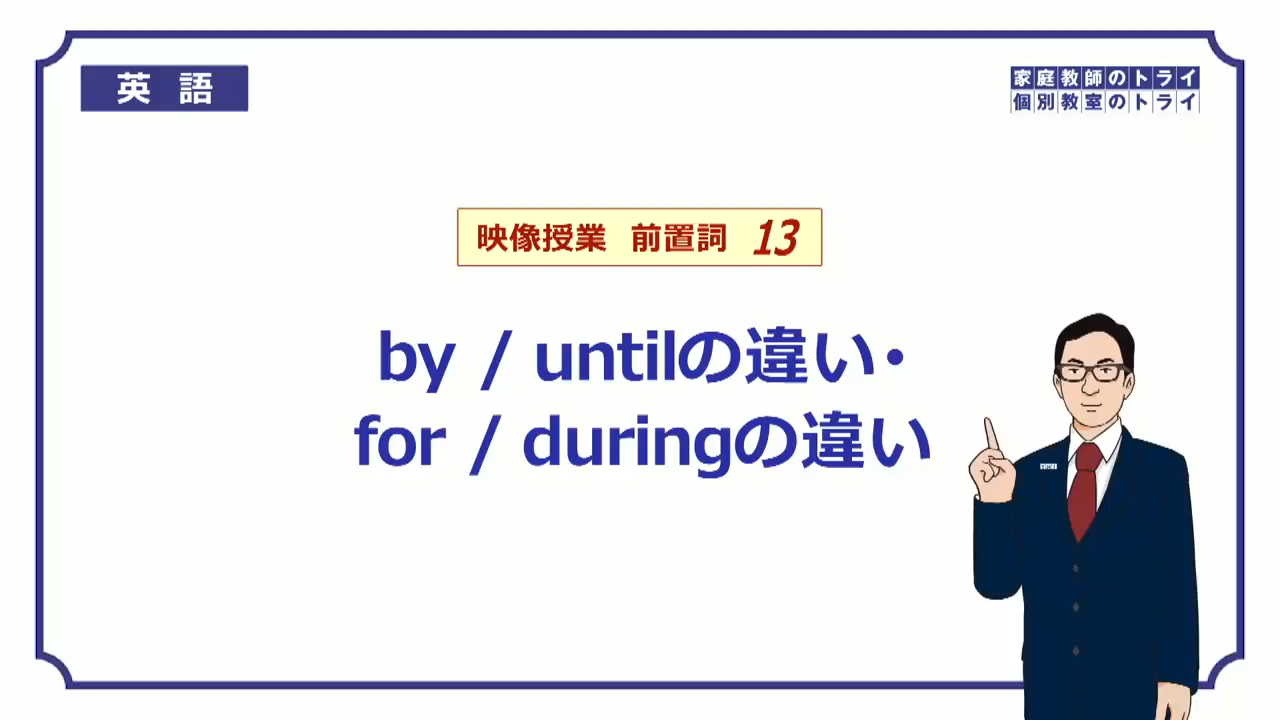 英語
家庭教師のトライ
個別教室のトライ
映像授業 前置詞 13
by / untilの違い・
for / duringの違い